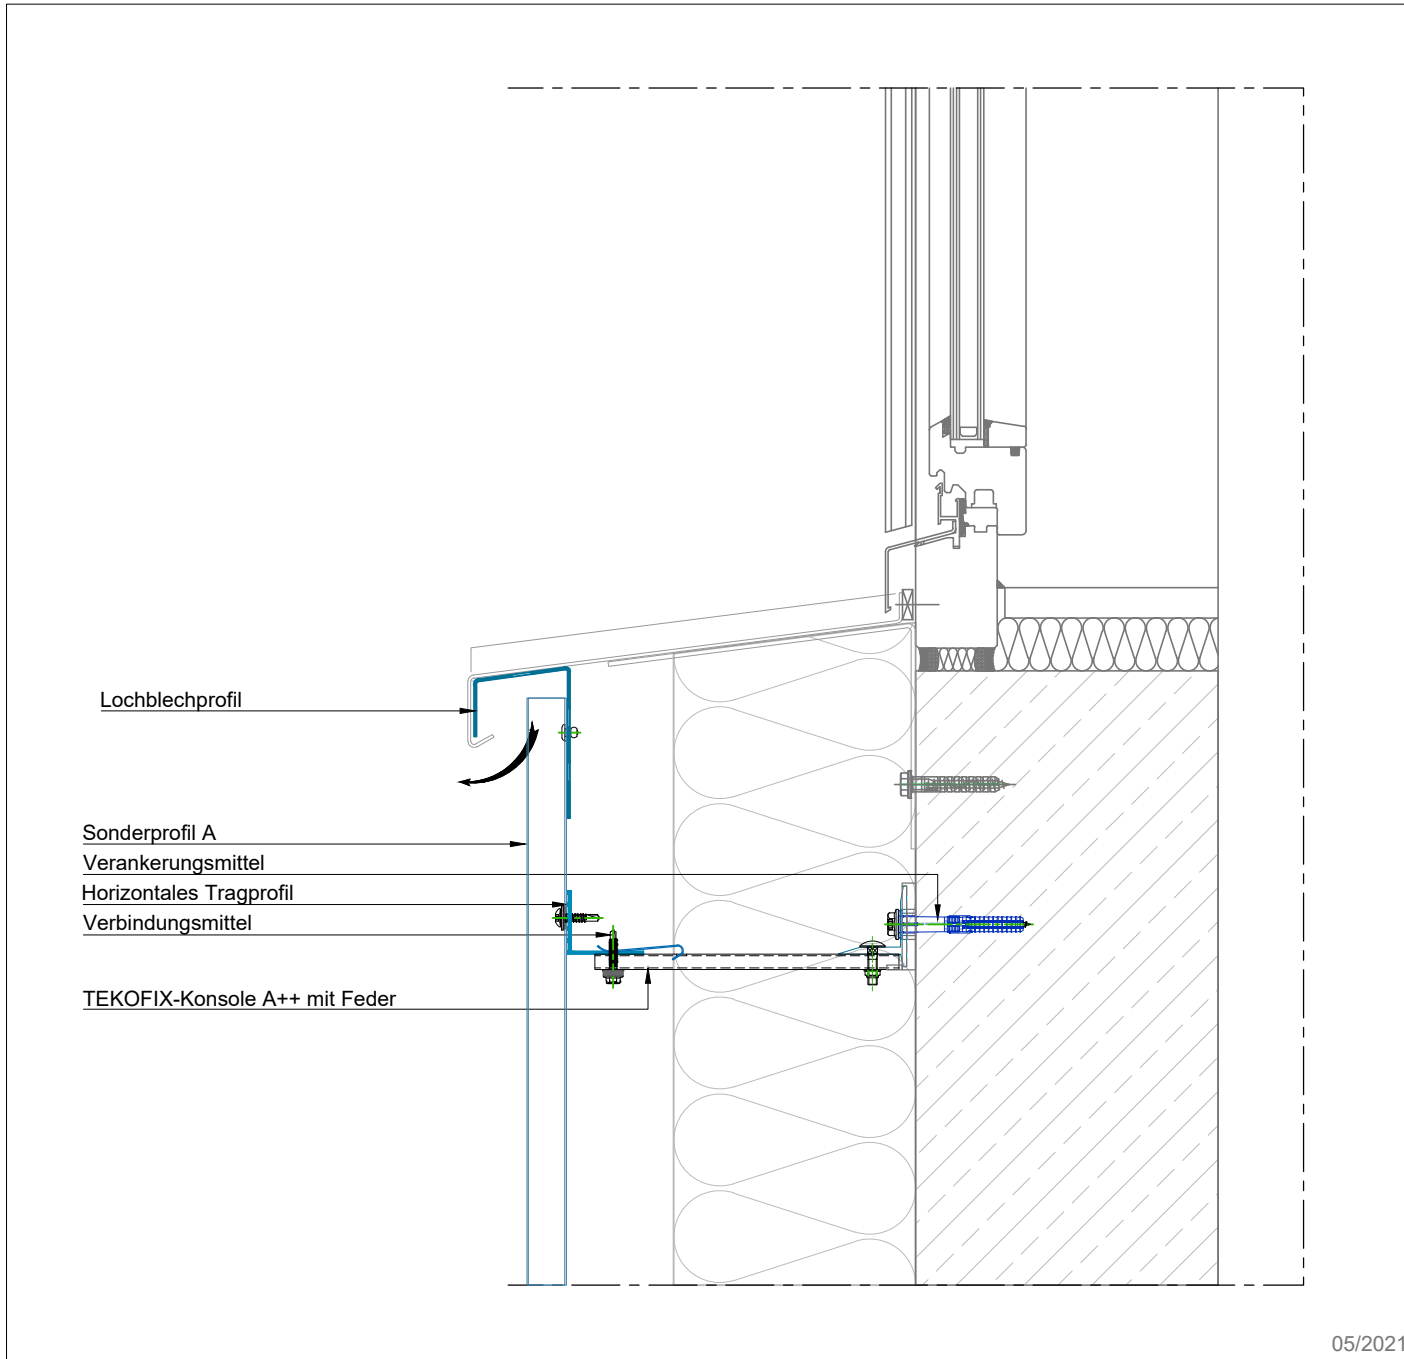 Lochblechprofil
Sonderprofil A
Verankerungsmittel
Horizontales Tragprofil
Verbindungsmittel
TEKOFIX-Konsole A++ mit Feder
05/2021